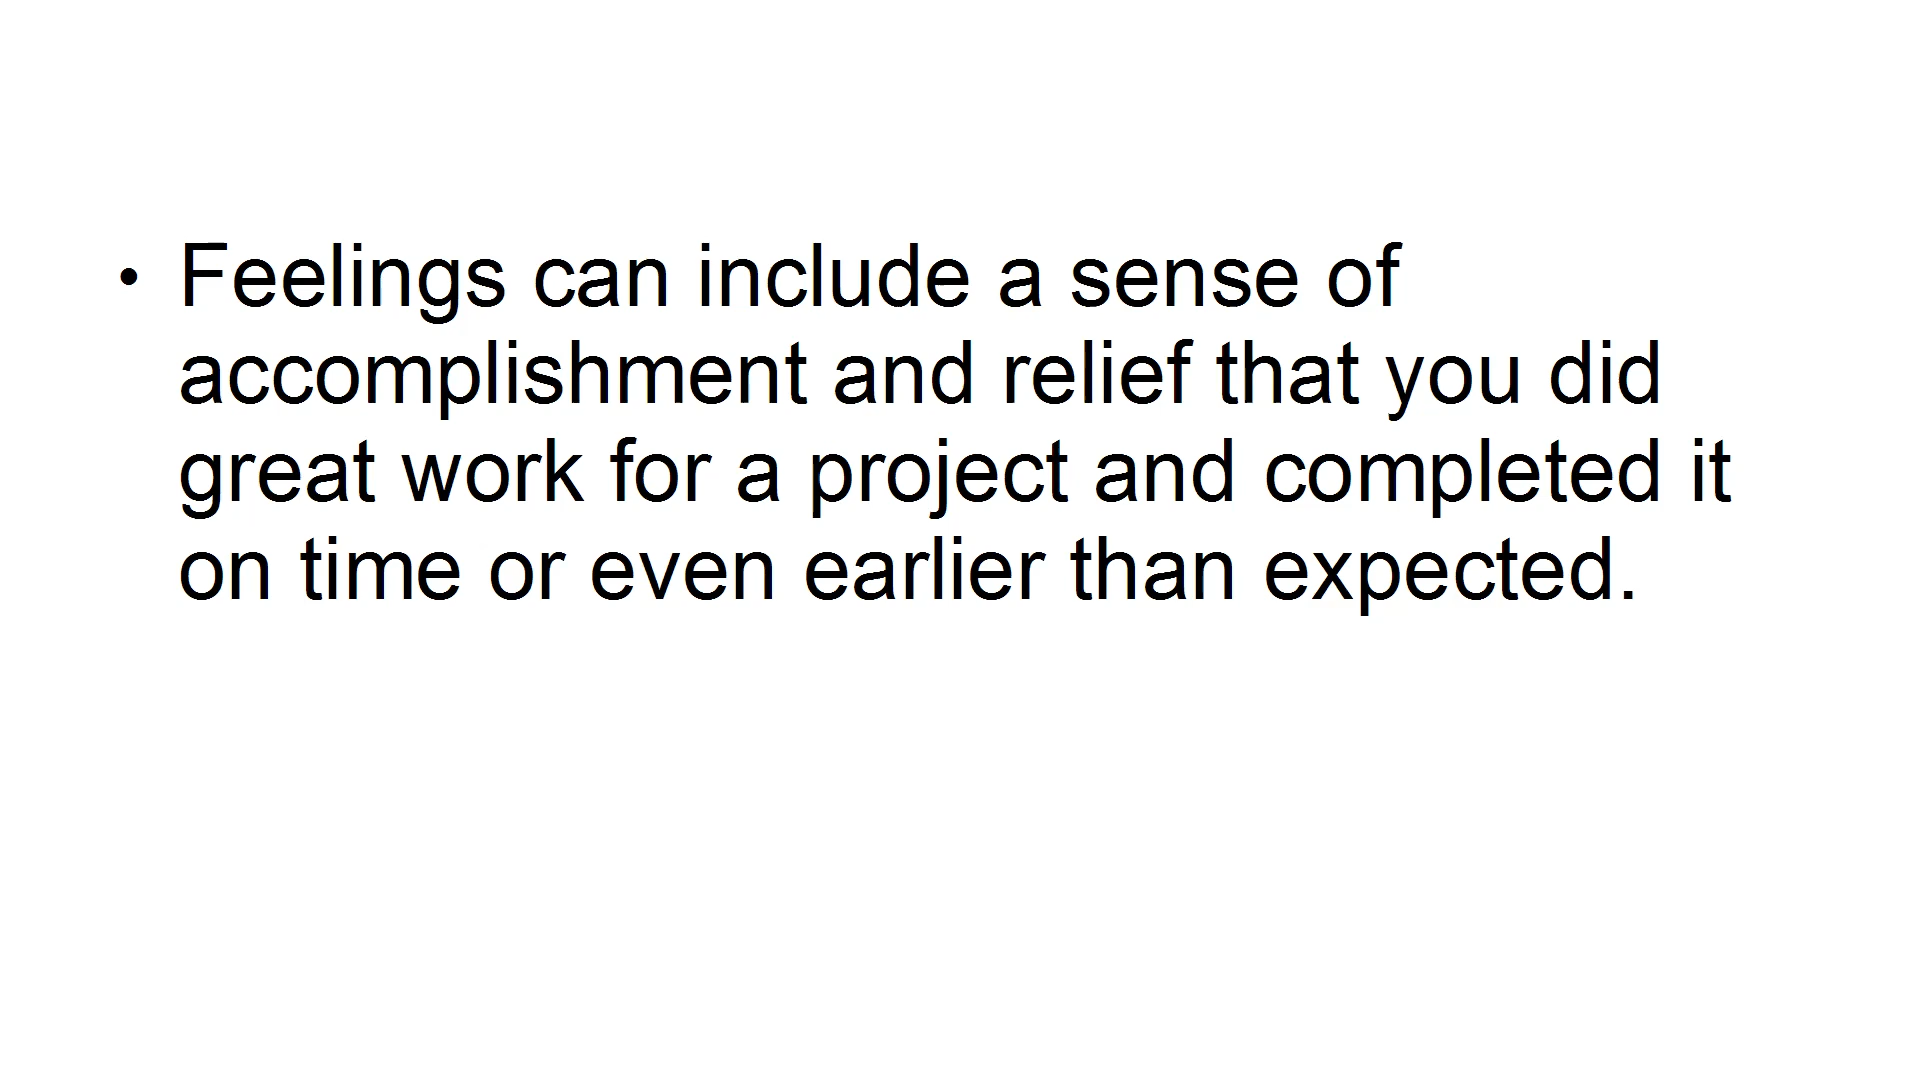 • Feelings can include a sense of
accomplishment and relief that you did
great work for a project and completed it
on time or even earlier than expected.